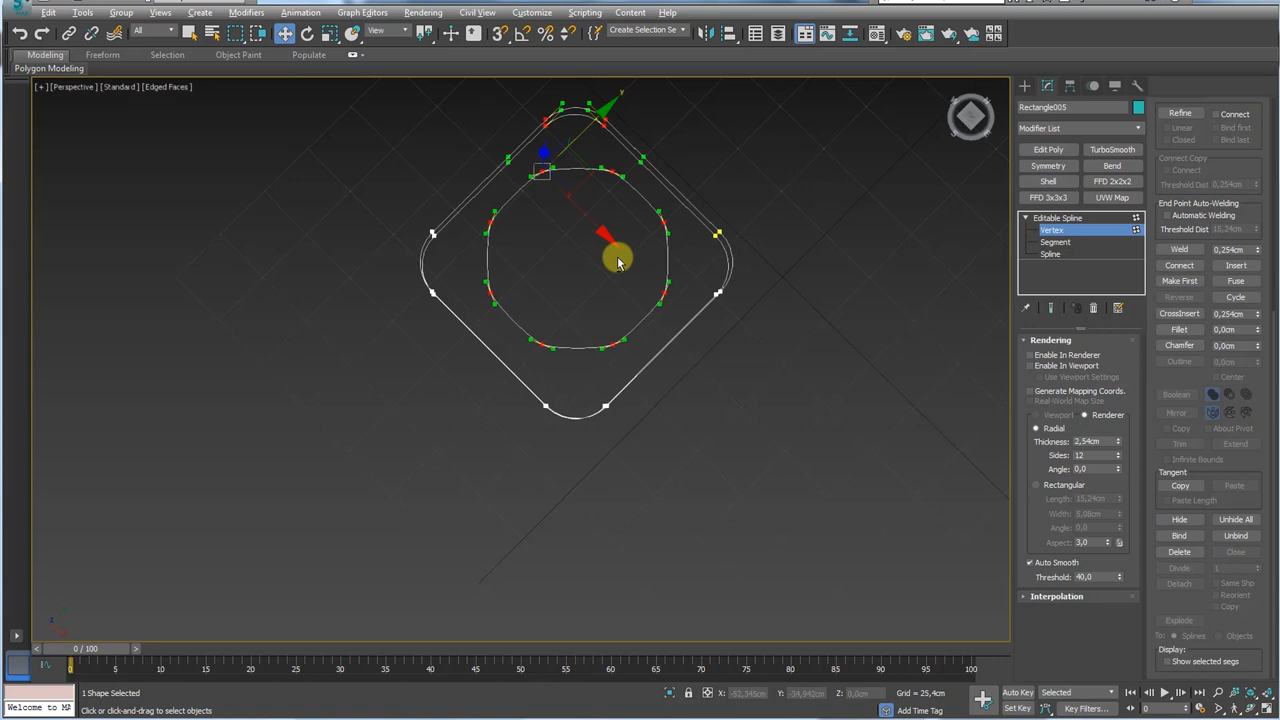 Edit Tools Group Views Create Modifiers Animation Graph Editors Rendering Civil View Customize Scripting Content Help
All View Create Selection Se
Modeling Freeform Selection Object Paint Populate
Polygon Modeling
[+] [Perspective] [Standard] [Edged Faces]
y
Rectangle005
Modifier List
Edit Poly TurboSmooth
Symmetry Bend
Shell FFD 2x2x2
FFD 3x3x3 UVW Map
Editable Spline
Vertex
Segment
Spline
Rendering
Enable In Renderer
Enable In Viewport
Use Viewport Settings
Generate Mapping Coords.
Real-World Map Size
Viewport Renderer
Radial
Thickness: 2,54cm
Sides: 12
Angle: 0,0
Rectangular
Length: 15,24cm
Width: 5,08cm
Angle: 0,0
Aspect: 3,0
Auto Smooth
Threshold: 40,0
Interpolation
Refine Connect
Linear Bind first
Closed Bind last
Connect Copy
Connect
Threshold Dist 0,254cm
End Point Auto-Welding
Automatic Welding
Threshold Dist 15,24cm
Weld 0,254cm
Connect Insert
Make First Fuse
Reverse Cycle
CrossInsert 0,254cm
Fillet 0,0cm
Chamfer 0,0cm
Outline 0,0cm
Center
Boolean
Mirror
Copy About Pivot
Trim Extend
Infinite Bounds
Tangent
Copy Paste
Paste Length
Hide Unhide All
Bind Unbind
Delete Close
Divide 1
Detach Same Shp
Reorient
Copy
Explode
To: Splines Objects
Display:
Show selected segs
0 / 100
0 5 10 15 20 25 30 35 40 45 50 55 60 65 70 75 80 85 90 95 100
1 Shape Selected X: -52,345cm Y: -34,942cm Z: 0,0cm Grid = 25,4cm Auto Key Selected
Welcome to MA Click or click-and-drag to select objects Add Time Tag Set Key Key Filters... 0